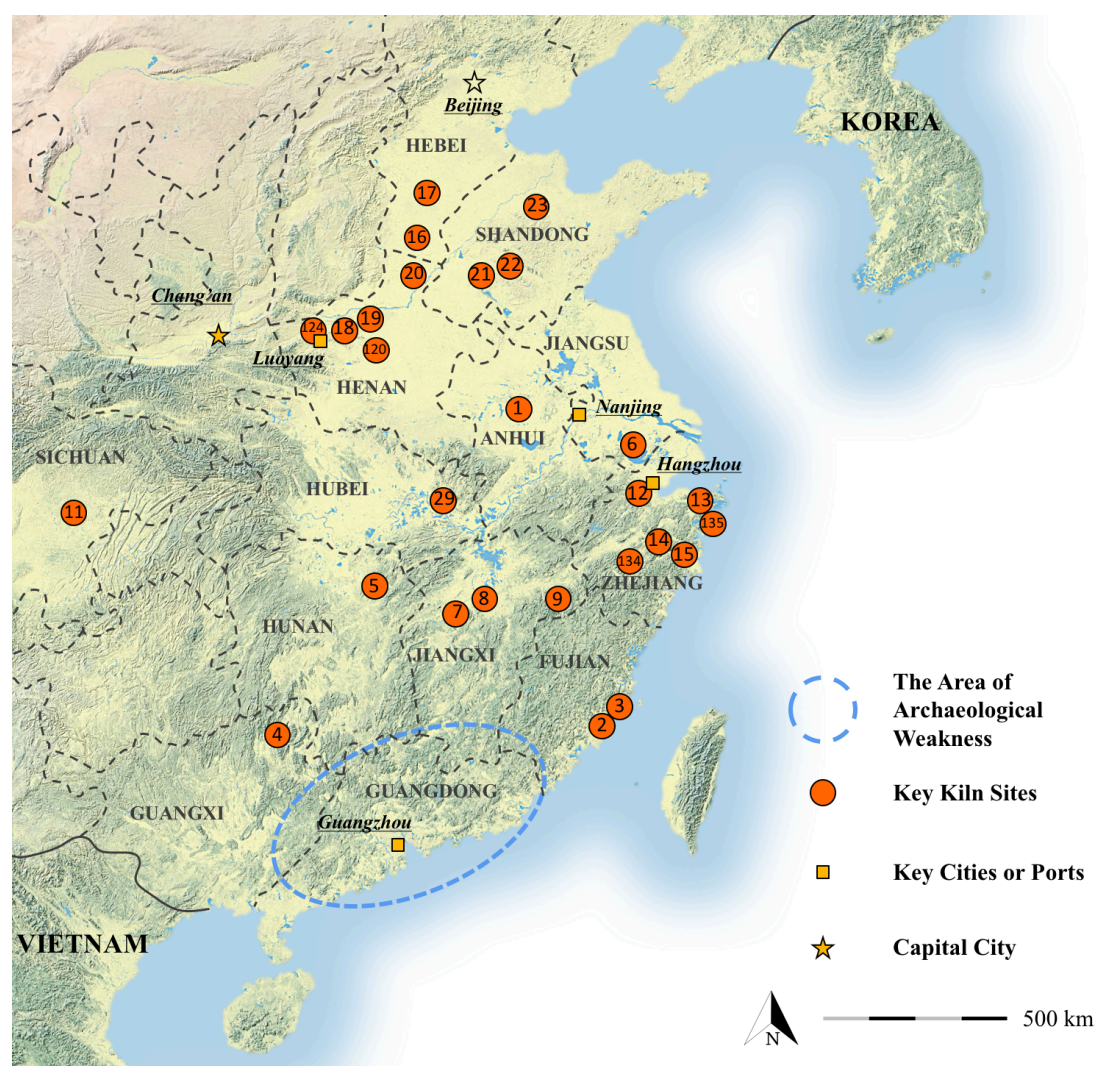 Beijing
HEBEI
KOREA
17
23
16
SHANDONG
20
21
22
Chang'an
124
18
19
120
Luoyang
HENAN
JIANGSU
1
Nanjing
ANHUI
6
SICHUAN
Hangzhou
HUBEI
29
12
13
11
135
14
134
15
ZHEJIANG
5
7
8
9
HUNAN
JIANGXI
FUJIAN
3
2
4
GUANGDONG
GUANGXI
Guangzhou
VIETNAM
The Area of
Archaeological
Weakness
Key Kiln Sites
Key Cities or Ports
Capital City
N
500 km